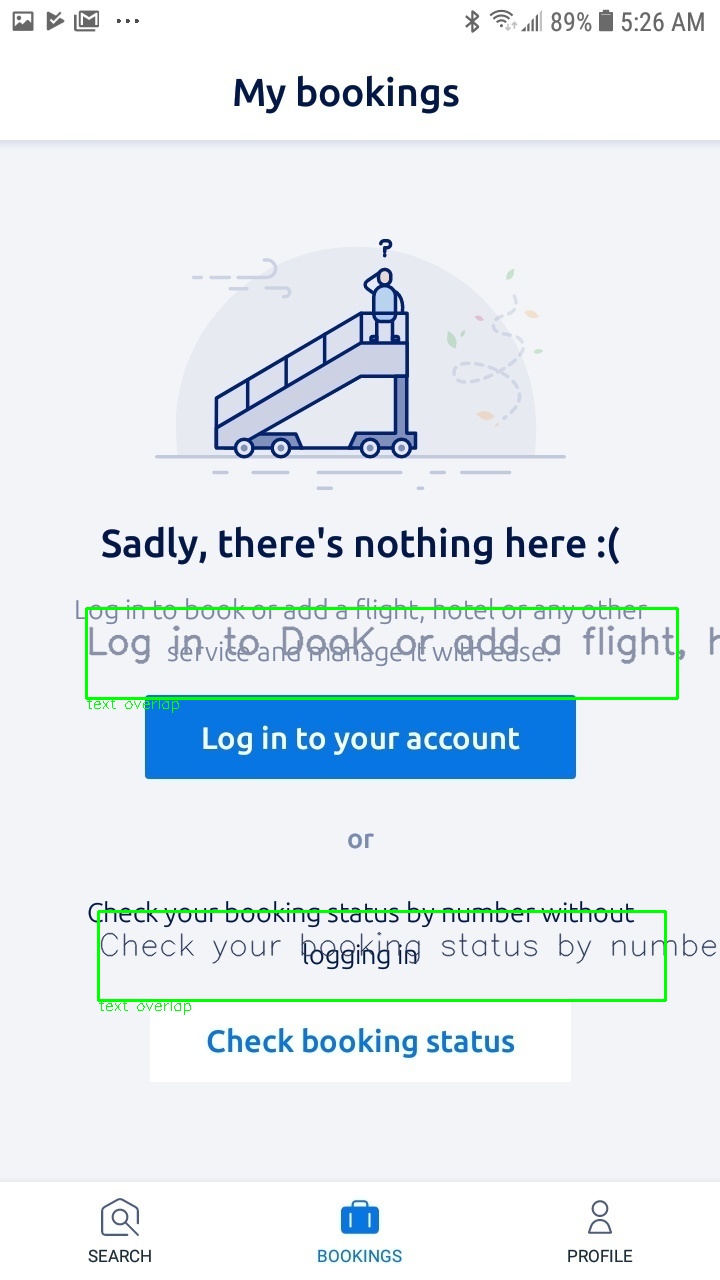 89% 5:26 AM
My bookings
?
Sadly, there's nothing here :(
Log in to book or add a flight, hotel or any other
Log in to DooK or add a flight, h
service and manage it with ease.
text overlap
Log in to your account
or
Check your booking status by number without
Check your booking status by numbe
logging in
text overlap
Check booking status
SEARCH
BOOKINGS
PROFILE